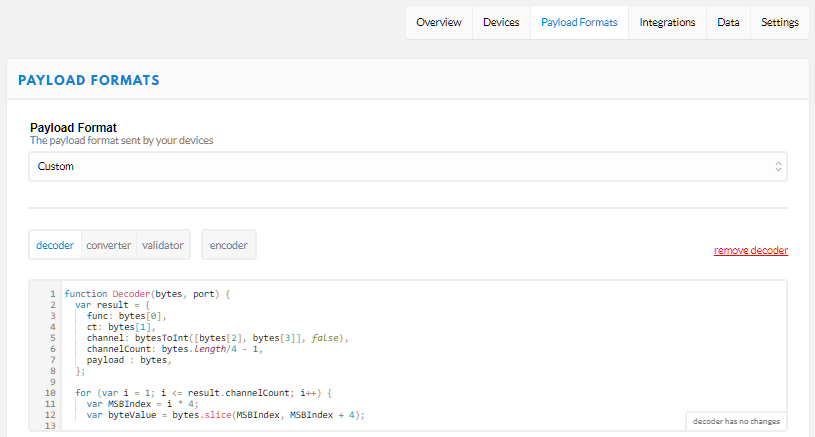 Overview Devices Payload Formats Integrations Data Settings
PAYLOAD FORMATS
Payload Format
The payload format sent by your devices
Custom
decoder converter validator encoder
remove decoder
1 function Decoder(bytes, port) {
2 var result = {
3 func: bytes[0],
4 ct: bytes[1],
5 channel: bytesToInt([bytes[2], bytes[3]], false),
6 channelCount: bytes.length/4 - 1,
7 payload : bytes,
8 };
9
10 for (var i = 1; i <= result.channelCount; i++) {
11 var MSBIndex = i * 4;
12 var byteValue = bytes.slice(MSBIndex, MSBIndex + 4);
13
decoder has no changes